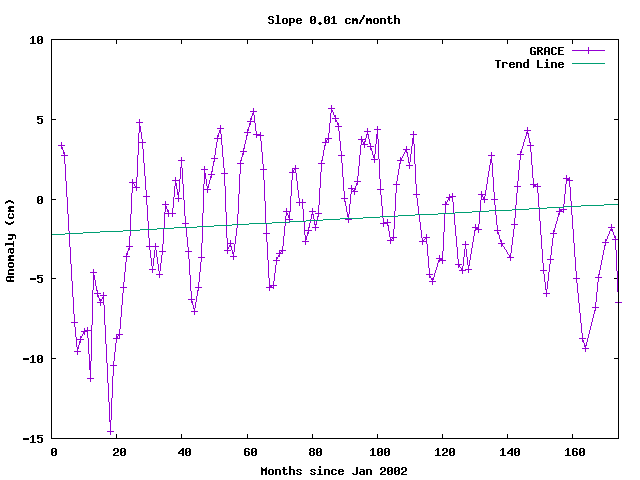 Slope 0.01 cm/month
GRACE
Trend Line
Anomaly (cm)
10
5
0
-5
-10
-15
0 20 40 60 80 100 120 140 160
Months since Jan 2002